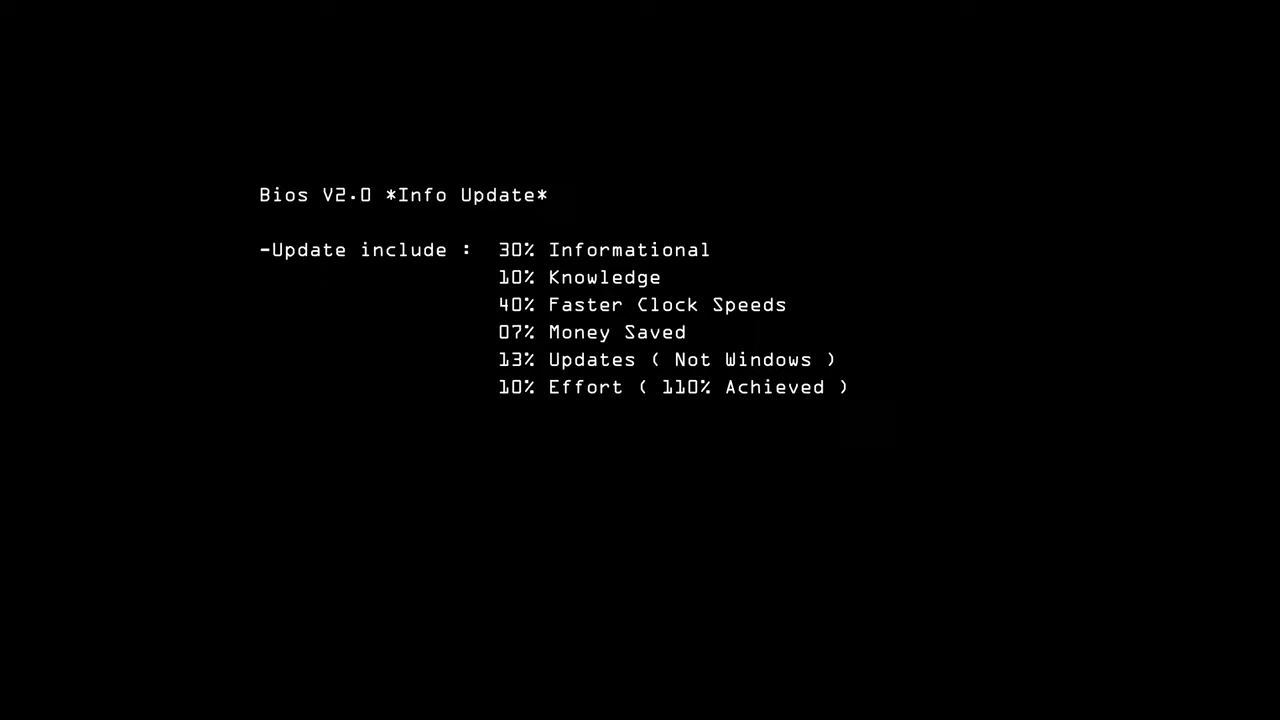 Bios V2.0 *Info Update*
-Update include : 30% Informational
10% Knowledge
40% Faster Clock Speeds
07% Money Saved
13% Updates ( Not Windows )
10% Effort ( 110% Achieved )